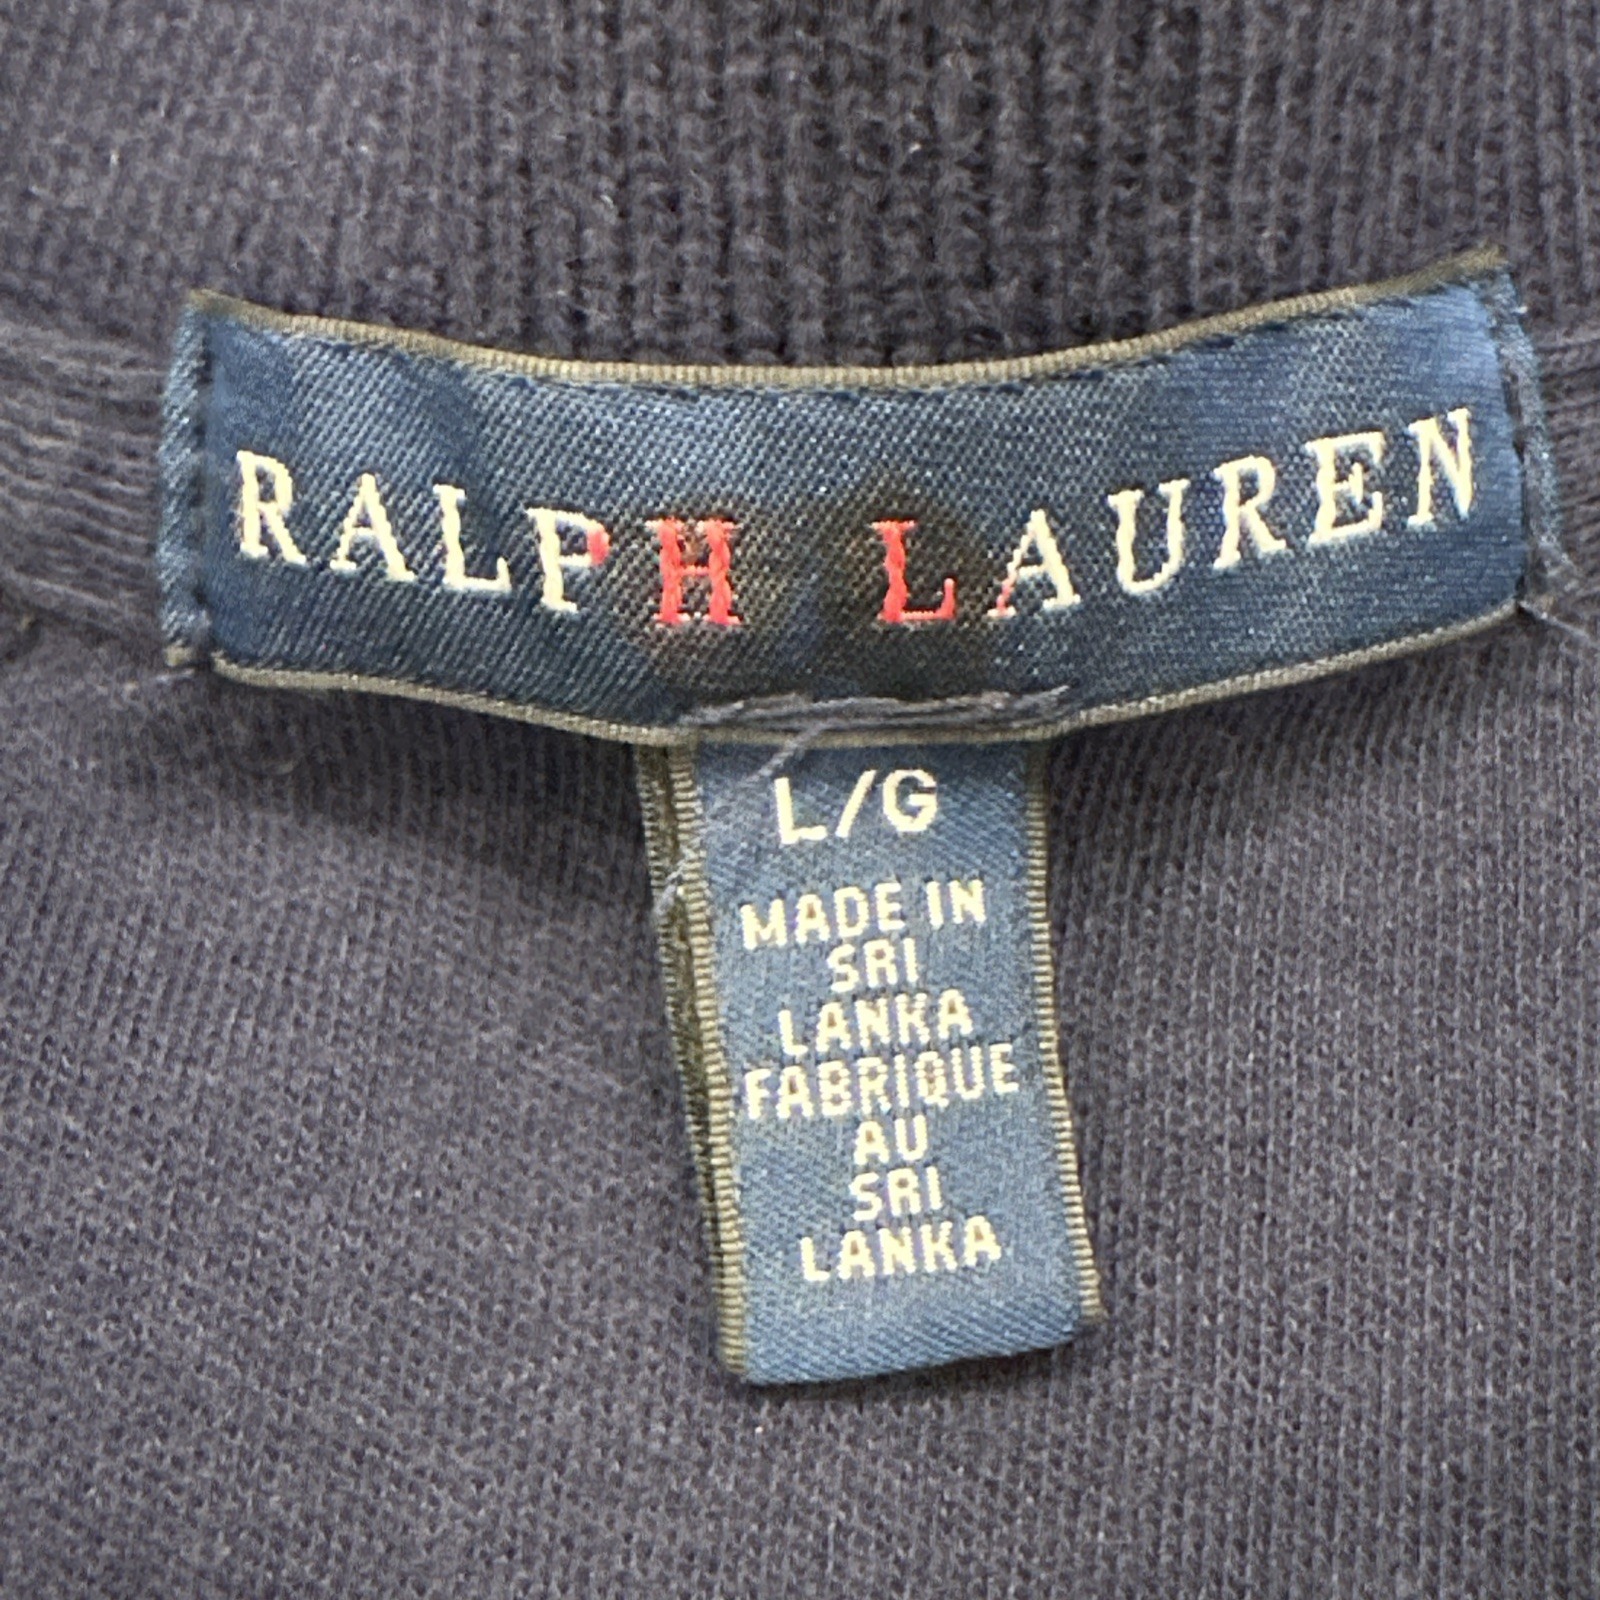 RALPH LAUREN
L/G
MADE IN
SRI
LANKA
FABRIQUE
AU
SRI
LANKA